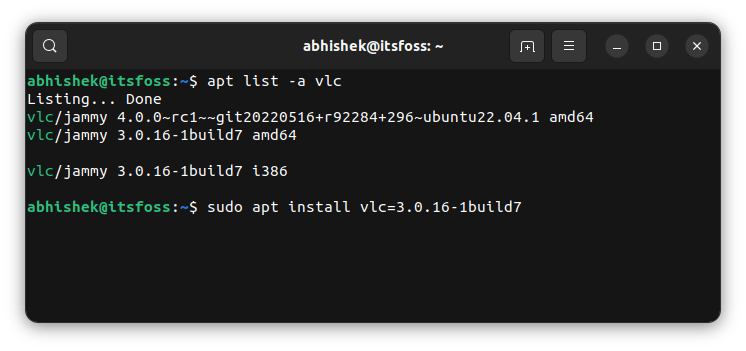 abhishek@itsfoss: ~
abhishek@itsfoss:~$ apt list -a vlc
Listing... Done
vlc/jammy 4.0.0~rc1~~git20220516+r92284+296~ubuntu22.04.1 amd64
vlc/jammy 3.0.16-1build7 amd64
vlc/jammy 3.0.16-1build7 i386
abhishek@itsfoss:~$ sudo apt install vlc=3.0.16-1build7